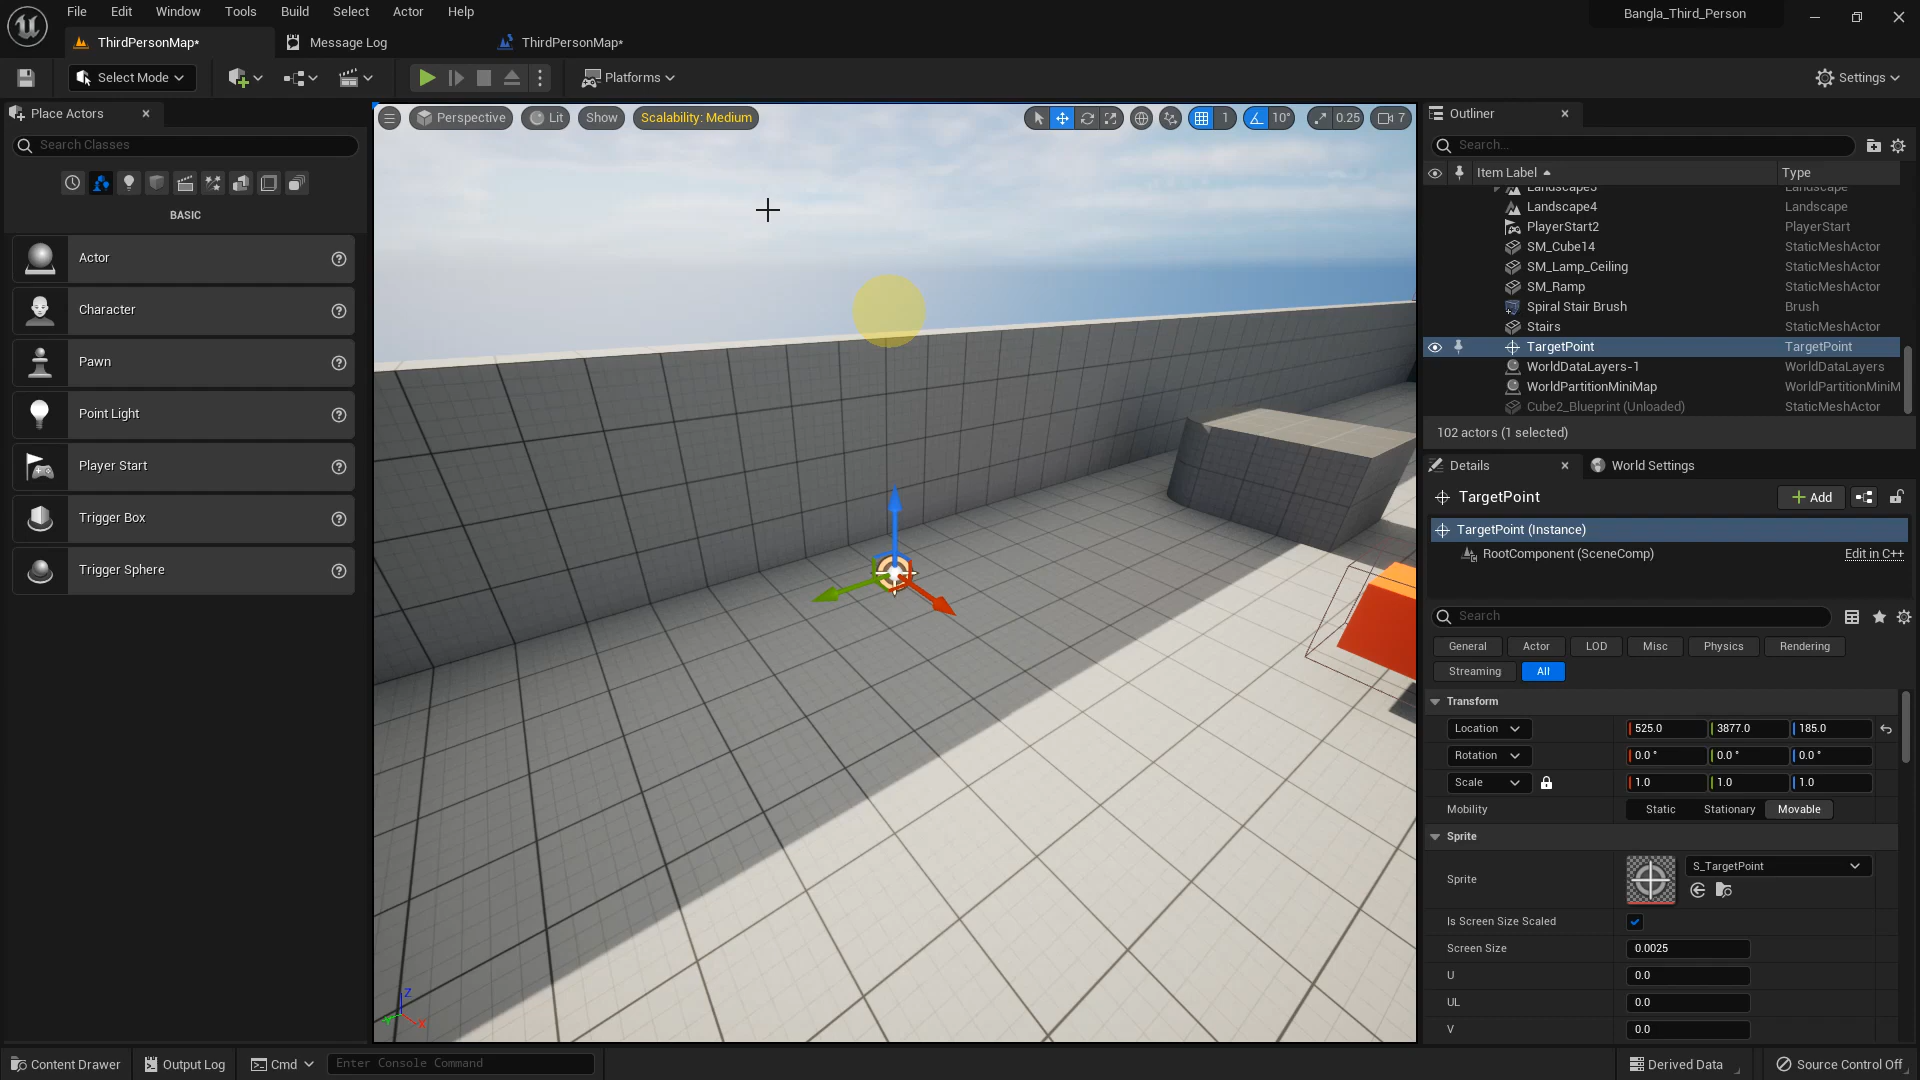 File Edit Window Tools Build Select Actor Help
Bangla_Third_Person
ThirdPersonMap* Message Log ThirdPersonMap*
Select Mode Platforms Settings
Place Actors
Search Classes
BASIC
Actor
Character
Pawn
Point Light
Player Start
Trigger Box
Trigger Sphere
Perspective Lit Show Scalability: Medium 1 10° 0.25 7
Z
Y X
Outliner
Search...
Item Label Type
Landscape3 Landscape
Landscape4 Landscape
PlayerStart2 PlayerStart
SM_Cube14 StaticMeshActor
SM_Lamp_Ceiling StaticMeshActor
SM_Ramp StaticMeshActor
Spiral Stair Brush Brush
Stairs StaticMeshActor
TargetPoint TargetPoint
WorldDataLayers-1 WorldDataLayers
WorldPartitionMiniMap WorldPartitionMiniM
Cube2_Blueprint (Unloaded) StaticMeshActor
102 actors (1 selected)
Details World Settings
TargetPoint Add
TargetPoint (Instance)
RootComponent (SceneComp) Edit in C++
Search
General Actor LOD Misc Physics Rendering
Streaming All
Transform
Location 525.0 3877.0 185.0
Rotation 0.0 ° 0.0 ° 0.0 °
Scale 1.0 1.0 1.0
Mobility Static Stationary Movable
Sprite
Sprite S_TargetPoint
Is Screen Size Scaled
Screen Size 0.0025
U 0.0
UL 0.0
V 0.0
Content Drawer Output Log Cmd Enter Console Command Derived Data Source Control Off